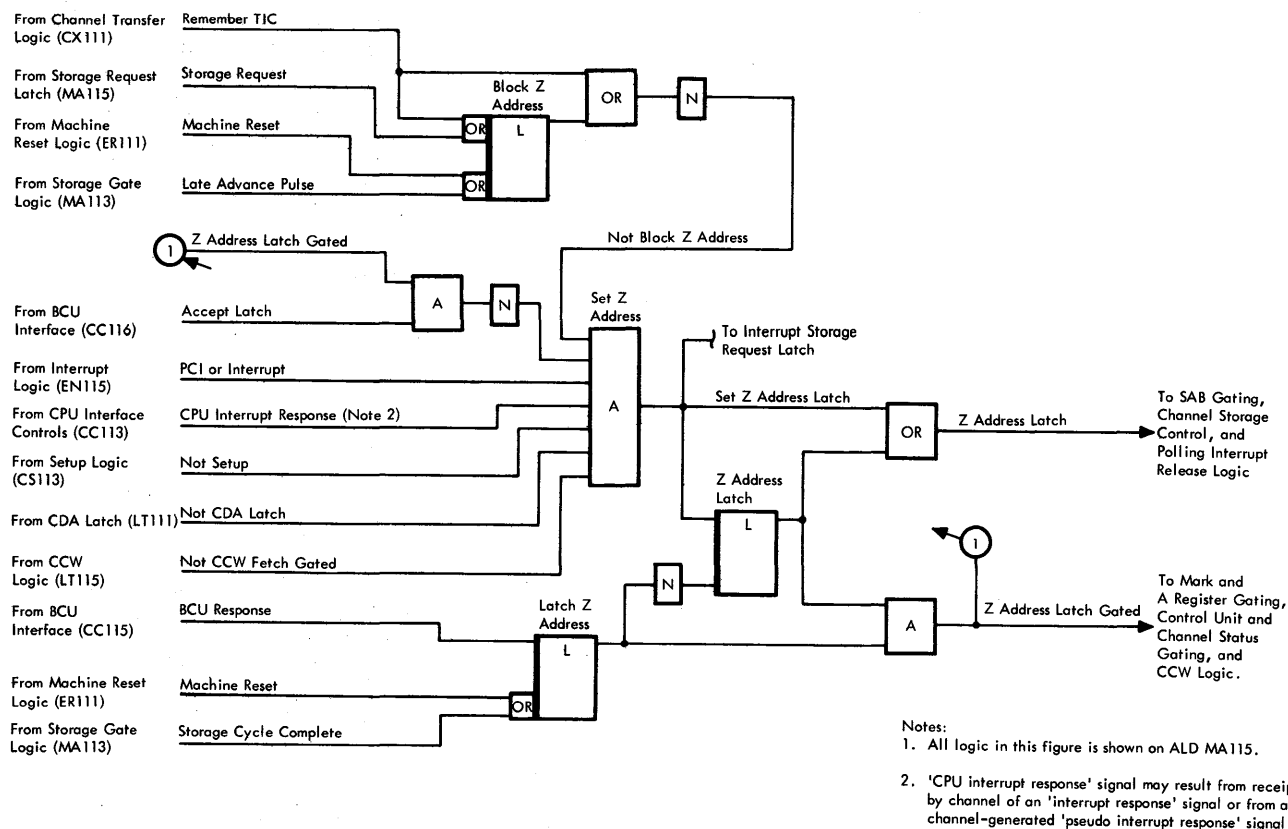 From Channel Transfer
Logic (CX111)
Remember TIC
From Storage Request
Latch (MA115)
Storage Request
From Machine
Reset Logic (ER111)
Machine Reset
From Storage Gate
Logic (MA113)
Late Advance Pulse
Block Z
Address
OR
L
OR
OR
N
Not Block Z Address
1
Z Address Latch Gated
From BCU
Interface (CC116)
Accept Latch
A
N
From Interrupt
Logic (EN115)
PCI or Interrupt
From CPU Interface
Controls (CC113)
CPU Interrupt Response (Note 2)
From Setup Logic
(CS113)
Not Setup
From CDA Latch (LT111)
Not CDA Latch
From CCW
Logic (LT115)
Not CCW Fetch Gated
Set Z
Address
A
To Interrupt Storage
Request Latch
Set Z Address Latch
OR
Z Address Latch
To SAB Gating,
Channel Storage
Control, and
Polling Interrupt
Release Logic
Z Address
Latch
L
N
From BCU
Interface (CC115)
BCU Response
From Machine Reset
Logic (ER111)
Machine Reset
From Storage Gate
Logic (MA113)
Storage Cycle Complete
Latch Z
Address
L
OR
A
1
Z Address Latch Gated
To Mark and
A Register Gating,
Control Unit and
Channel Status
Gating, and
CCW Logic.
Notes:
1. All logic in this figure is shown on ALD MA115.
2. 'CPU interrupt response' signal may result from
by channel of an 'interrupt response' signal or from
channel-generated 'pseudo interrupt response' signal